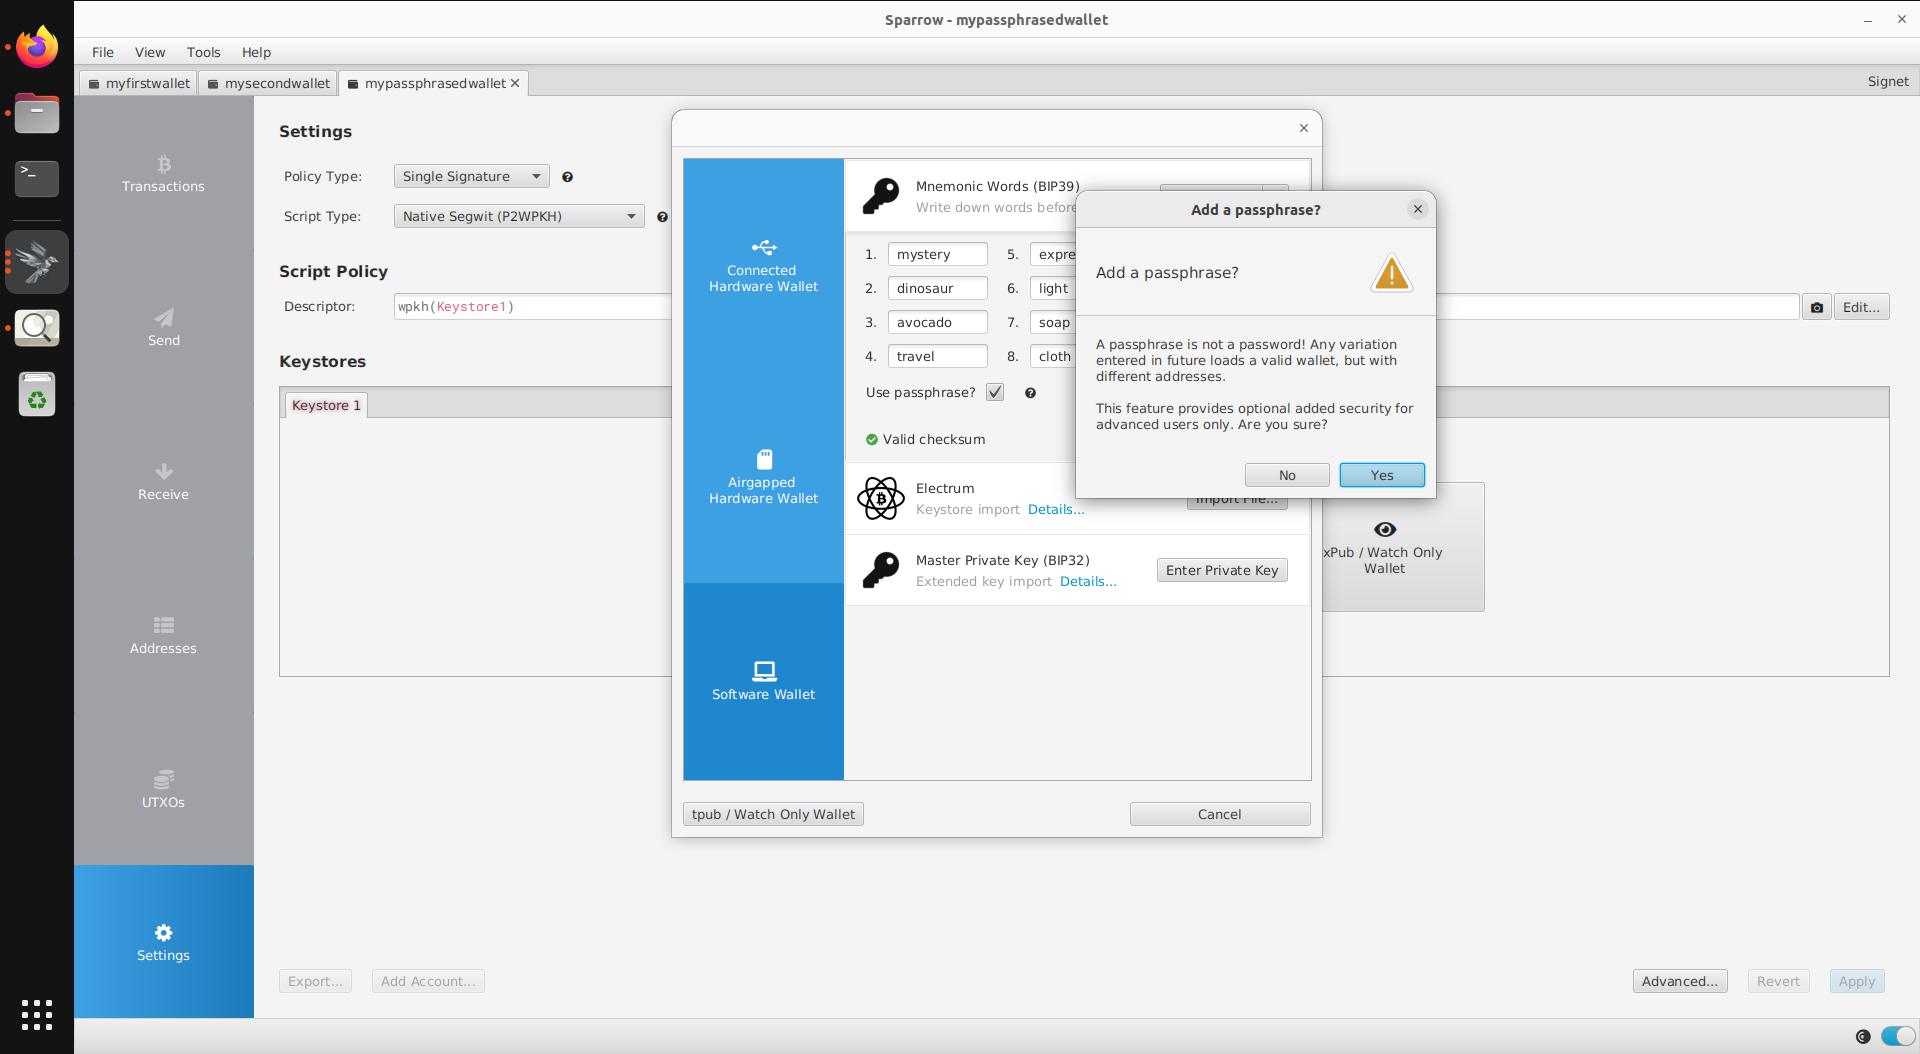 Sparrow - mypassphrasedwallet
File
View
Tools
Help
myfirstwallet
mysecondwallet
mypassphrasedwallet
Signet
Transactions
Send
Receive
Addresses
UTXOs
Settings
Settings
Policy Type:
Single Signature
Script Type:
Native Segwit (P2WPKH)
Script Policy
Descriptor:
wpkh(Keystore1)
Edit...
Keystores
Keystore 1
xPub / Watch Only
Wallet
Export...
Add Account...
Advanced...
Revert
Apply
Connected
Hardware Wallet
Airgapped
Hardware Wallet
Software Wallet
Mnemonic Words (BIP39)
Write down words before
1. mystery
2. dinosaur
3. avocado
4. travel
5. expre
6. light
7. soap
8. cloth
Use passphrase?
Valid checksum
Electrum
Keystore import Details...
Import File...
Master Private Key (BIP32)
Extended key import Details...
Enter Private Key
tpub / Watch Only Wallet
Cancel
Add a passphrase?
Add a passphrase?
A passphrase is not a password! Any variation
entered in future loads a valid wallet, but with
different addresses.
This feature provides optional added security for
advanced users only. Are you sure?
No
Yes